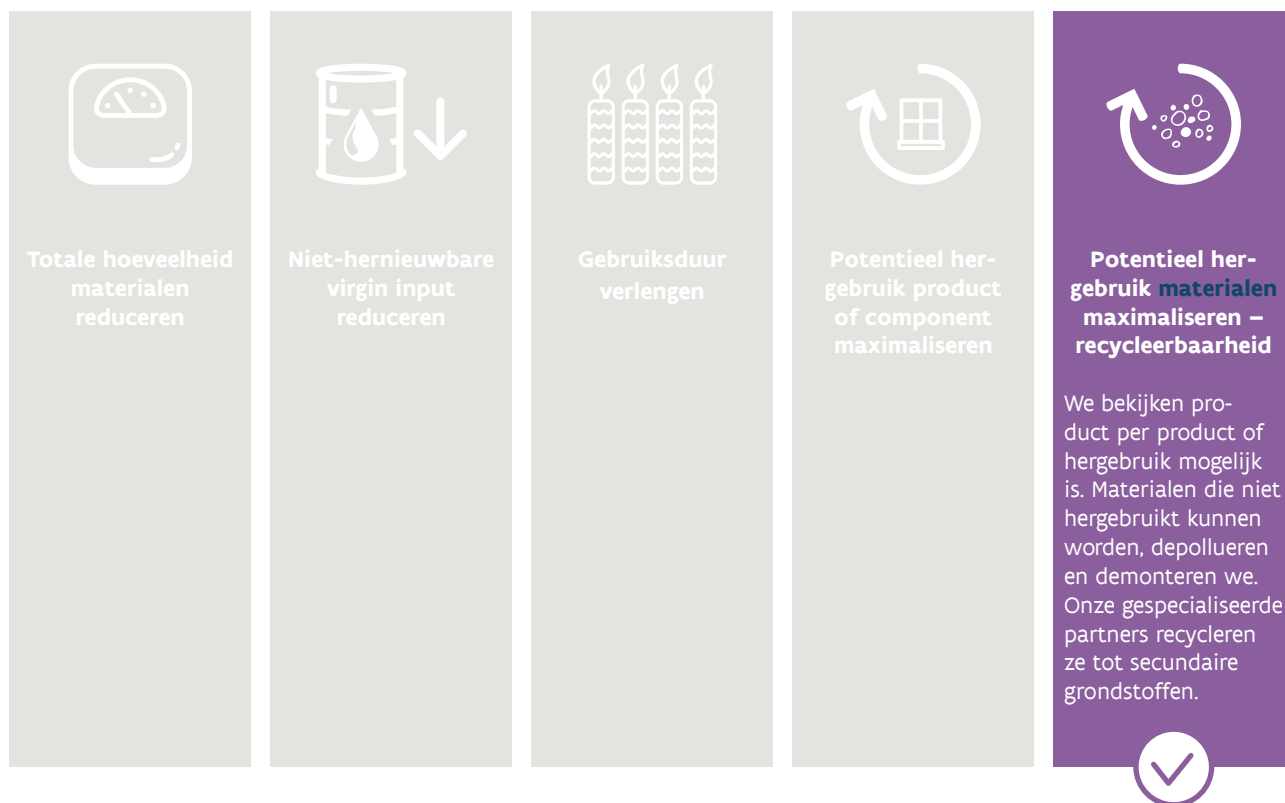 Totale hoeveelheid
materialen
reduceren
Niet-hernieuwbare
virgin input
reduceren
Gebruiksduur
verlengen
Potentieel her-
gebruik product
of component
maximaliseren
Potentieel her-
gebruik materialen
maximaliseren –
recycleerbaarheid
We bekijken pro-
duct per product of
hergebruik mogelijk
is. Materialen die niet
hergebruikt kunnen
worden, depollueren
en demonteren we.
Onze gespecialiseerde
partners recycleren
ze tot secundaire
grondstoffen.